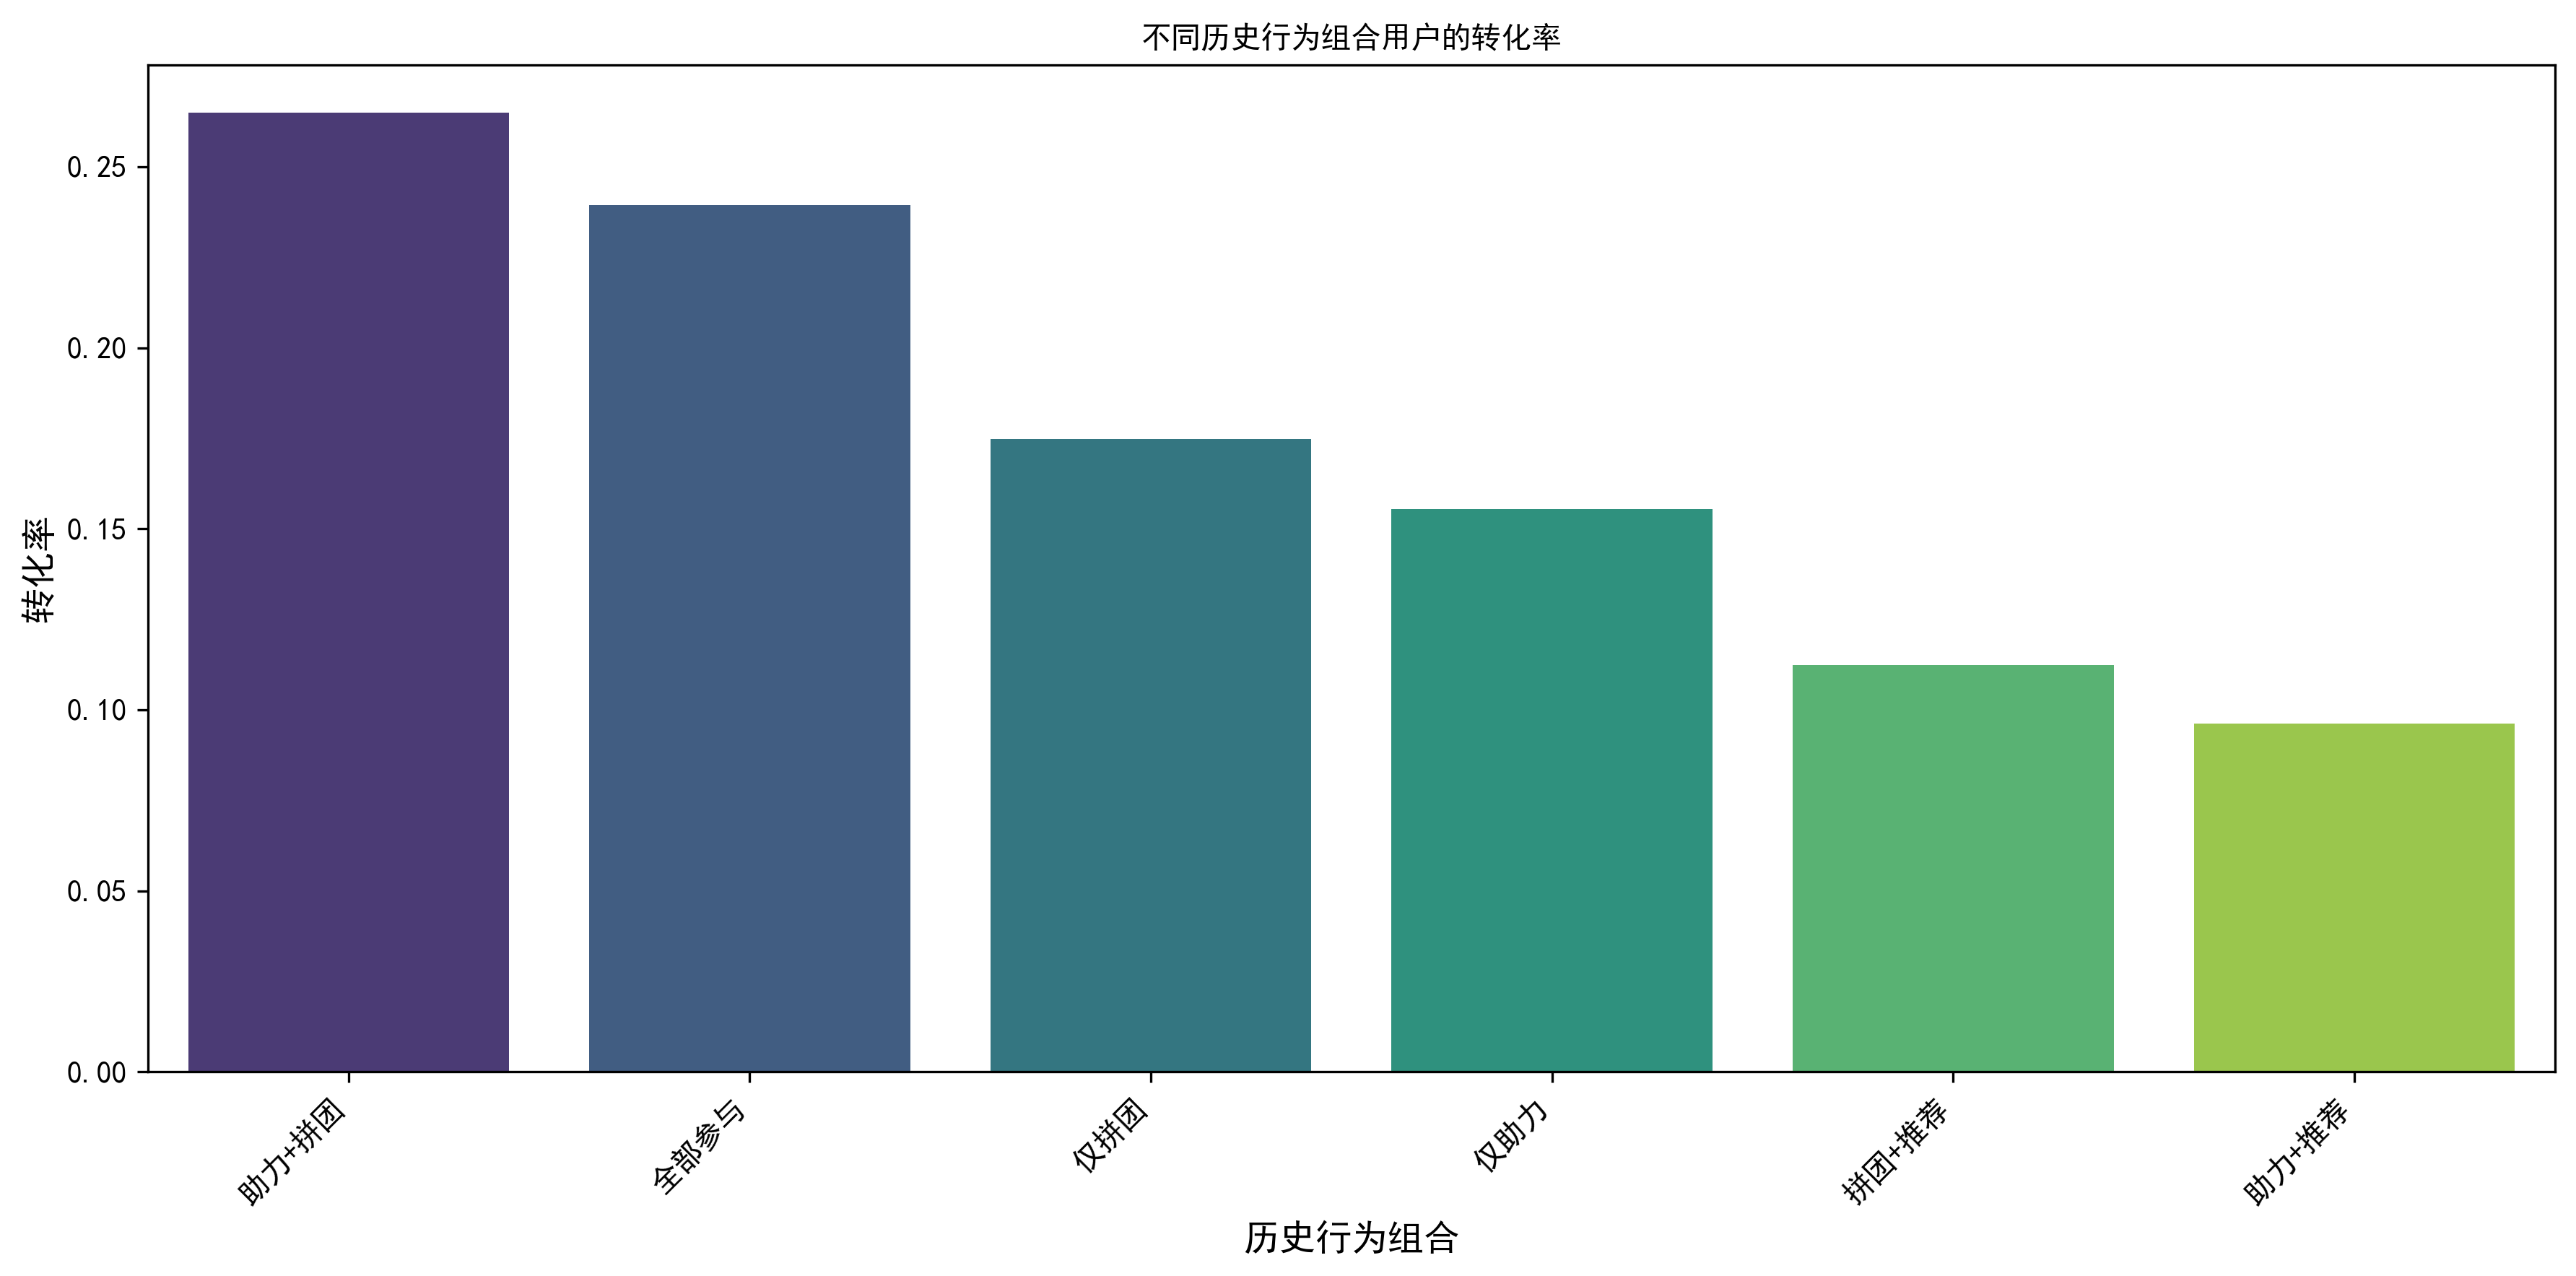 不同历史行为组合用户的转化率
转化率
0.25
0.20
0.15
0.10
0.05
0.00
助力+拼团
全部参与
仅拼团
仅助力
拼团+推荐
助力+推荐
历史行为组合